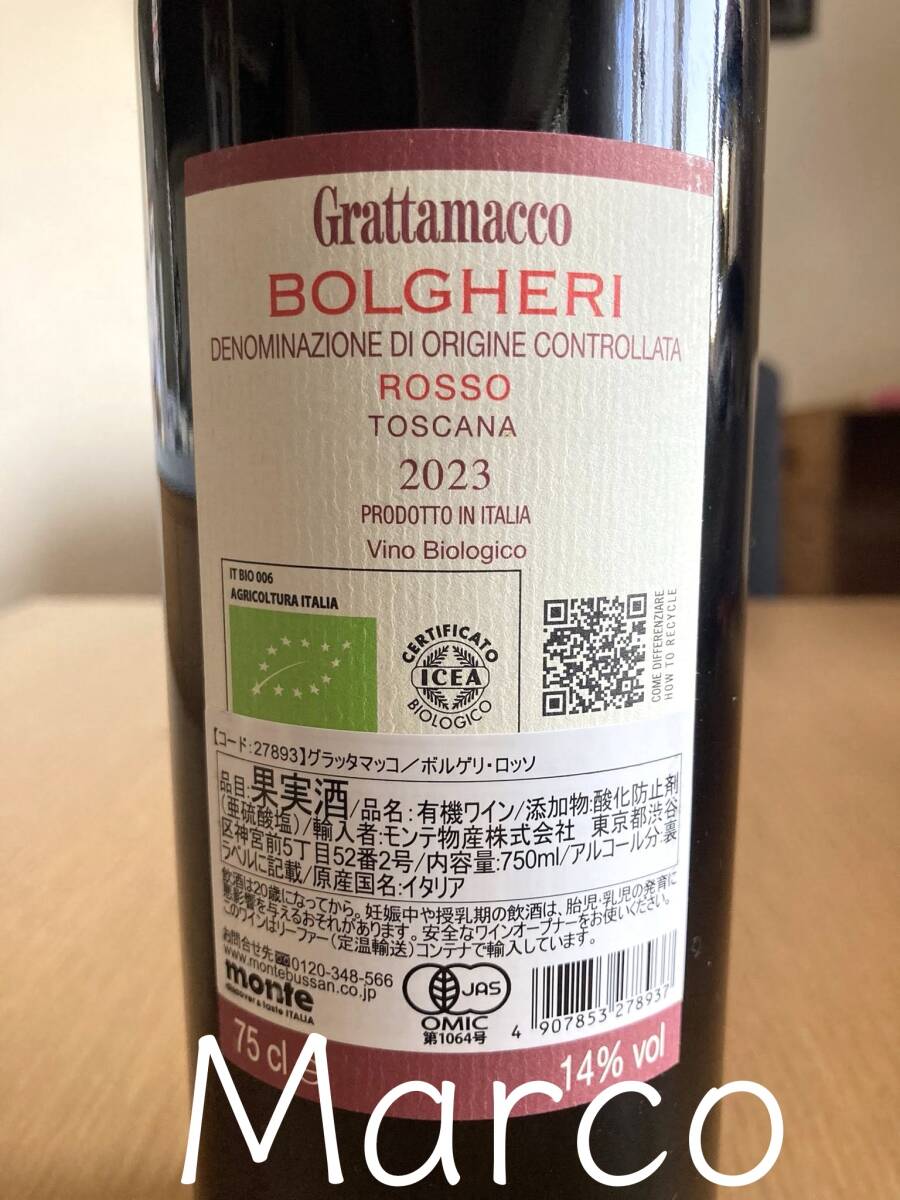 Grattamacco
BOLGHERI
DENOMINAZIONE DI ORIGINE CONTROLLATA
ROSSO
TOSCANA
2023
PRODOTTO IN ITALIA
Vino Biologico
IT BIO 006
AGRICOLTURA ITALIA
CERTIFICATO
ICEA
BIOLOGICO
COME DIFFERENZIARE
HOW TO RECYCLE
【コード:27893】グラッタマッコ/ボルゲリ・ロッソ
品目:果実酒/品名:有機ワイン/添加物:酸化防止剤
(亜硫酸塩)/輸入者:モンテ物産株式会社 東京都渋谷
区神宮前5丁目52番2号/内容量:750ml/アルコール分:裏
ラベルに記載/原産国名:イタリア
飲酒は20歳になってから。妊娠中や授乳期の飲酒は、胎児・乳児の発育に
悪影響を与えるおそれがあります。安全なワインオープナーをお使いください。
このワインはリーファー(定温輸送)コンテナで輸入しています。
お問合せ先 0120-348-566
www.montebussan.co.jp
monte
discover & taste ITALIA
JAS
OMIC
第1064号
4 907853 278937
75 cl e
14% vol
Marco